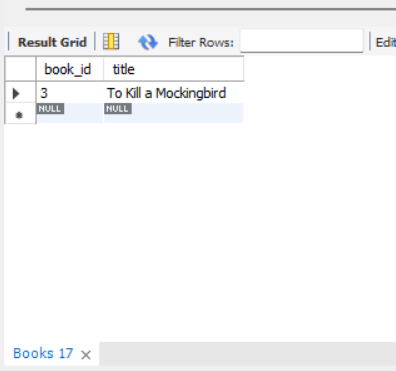 Result Grid Filter Rows: Edit
book_id title
3 To Kill a Mockingbird
NULL NULL
Books 17